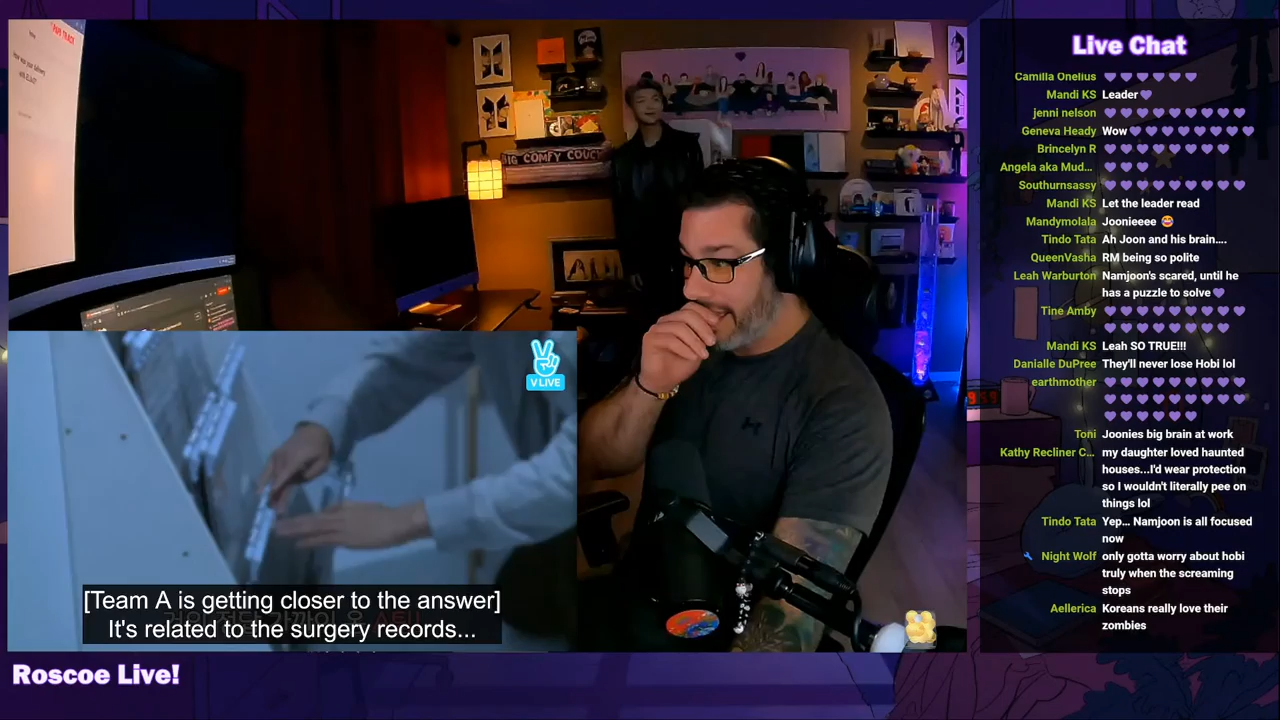 Live Chat
Camilla Onelius
Mandi KS Leader
jenni nelson
Geneva Heady Wow
Brincelyn R
Angela aka Mud...
Southurnsassy
Mandi KS Let the leader read
Mandymolala Joonieeee
Tindo Tata Ah Joon and his brain....
QueenVasha RM being so polite
Leah Warburton Namjoon's scared, until he
has a puzzle to solve
Tine Amby
Mandi KS Leah SO TRUE!!!
Danialle DuPree They'll never lose Hobi lol
earthmother
Toni Joonies big brain at work
Kathy Recliner C... my daughter loved haunted
houses...I'd wear protection
so I wouldn't literally pee on
things lol
Tindo Tata Yep... Namjoon is all focused
now
Night Wolf only gotta worry about hobi
truly when the screaming
stops
Aellerica Koreans really love their
zombies
BIG COMFY COUCH
V LIVE
[Team A is getting closer to the answer]
It's related to the surgery records...
Roscoe Live!